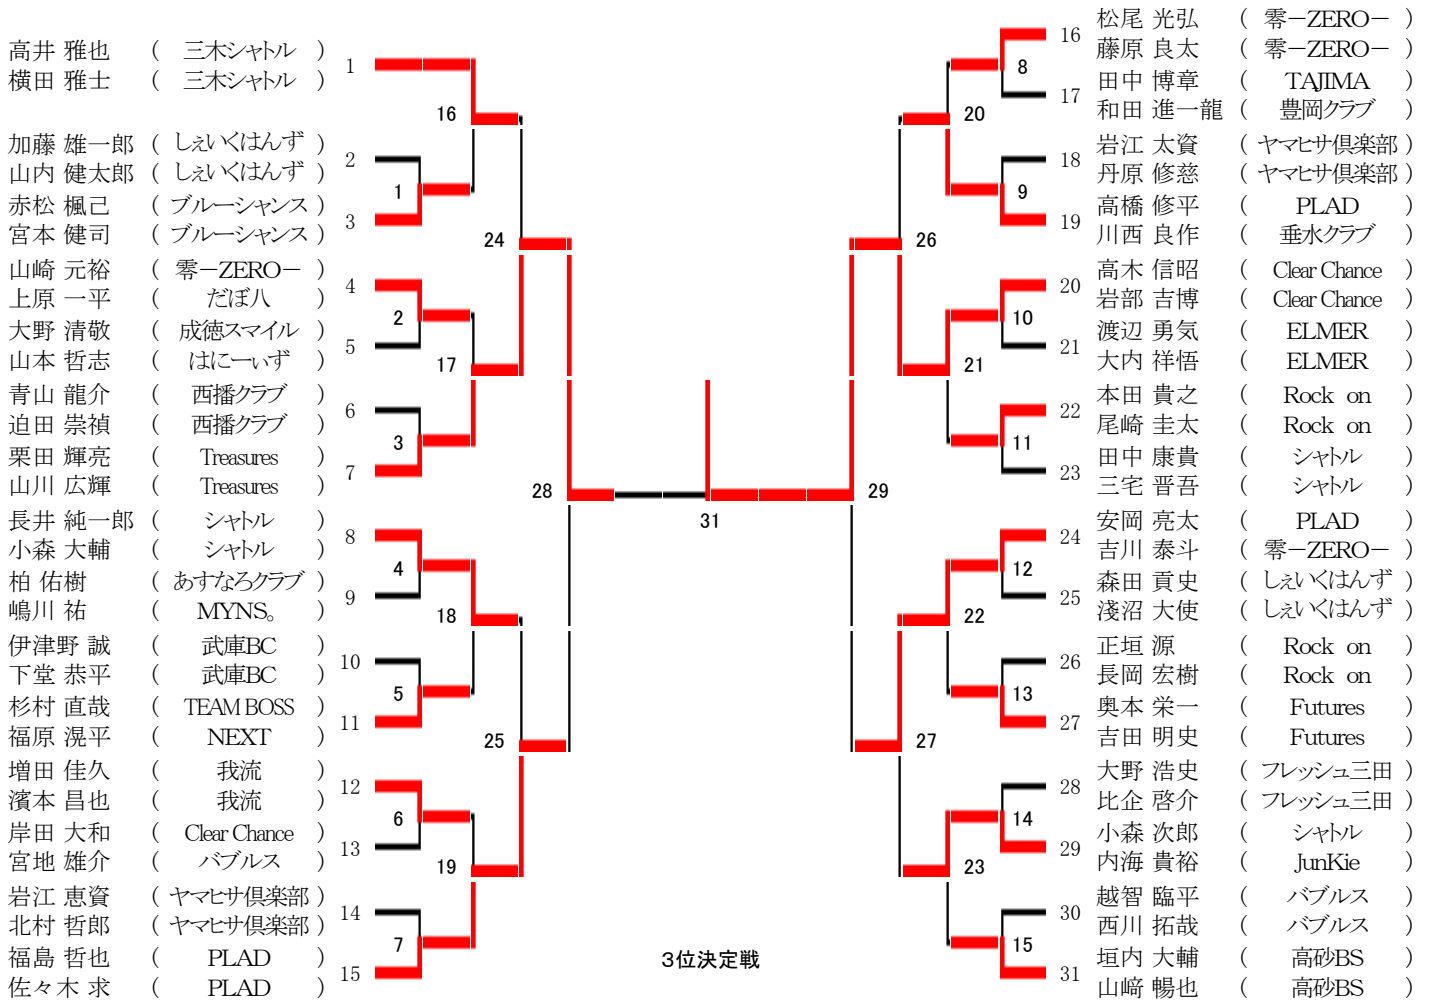 高井 雅也 ( 三木シャトル ) 1
横田 雅士 ( 三木シャトル )
加藤 雄一郎 ( しぇいくはんず ) 2
山内 健太郎 ( しぇいくはんず )
赤松 楓己 ( ブルーシャンス ) 3
宮本 健司 ( ブルーシャンス )
山崎 元裕 ( 零ーZEROー ) 4
上原 一平 ( だぼ八 )
大野 清敬 ( 成徳スマイル ) 5
山本 哲志 ( はにーぃず )
青山 龍介 ( 西播クラブ ) 6
迫田 崇禎 ( 西播クラブ )
栗田 輝亮 ( Treasures ) 7
山川 広輝 ( Treasures )
長井 純一郎 ( シャトル ) 8
小森 大輔 ( シャトル )
柏 佑樹 ( あすなろクラブ ) 9
嶋川 祐 ( MYNS。 )
伊津野 誠 ( 武庫BC ) 10
下堂 恭平 ( 武庫BC )
杉村 直哉 ( TEAM BOSS ) 11
福原 滉平 ( NEXT )
増田 佳久 ( 我流 ) 12
濱本 昌也 ( 我流 )
岸田 大和 ( Clear Chance ) 13
宮地 雄介 ( バブルス )
岩江 恵資 ( ヤマヒサ倶楽部 ) 14
北村 哲郎 ( ヤマヒサ倶楽部 )
福島 哲也 ( PLAD ) 15
佐々木 求 ( PLAD )
1
2
3
4
5
6
7
16
17
18
19
24
25
28
31
3位決定戦
29
26
27
20
21
22
23
8
9
10
11
12
13
14
15
16 松尾 光弘 ( 零ーZEROー )
藤原 良太 ( 零ーZEROー )
17 田中 博章 ( TAJIMA )
和田 進一龍 ( 豊岡クラブ )
18 岩江 太資 ( ヤマヒサ倶楽部 )
丹原 修慈 ( ヤマヒサ倶楽部 )
19 高橋 修平 ( PLAD )
川西 良作 ( 垂水クラブ )
20 高木 信昭 ( Clear Chance )
岩部 吉博 ( Clear Chance )
21 渡辺 勇気 ( ELMER )
大内 祥悟 ( ELMER )
22 本田 貴之 ( Rock on )
尾崎 圭太 ( Rock on )
23 田中 康貴 ( シャトル )
三宅 晋吾 ( シャトル )
24 安岡 亮太 ( PLAD )
吉川 泰斗 ( 零ーZEROー )
25 森田 貢史 ( しぇいくはんず )
淺沼 大使 ( しぇいくはんず )
26 正垣 源 ( Rock on )
長岡 宏樹 ( Rock on )
27 奥本 栄一 ( Futures )
吉田 明史 ( Futures )
28 大野 浩史 ( フレッシュ三田 )
比企 啓介 ( フレッシュ三田 )
29 小森 次郎 ( シャトル )
内海 貴裕 ( JunKie )
30 越智 臨平 ( バブルス )
西川 拓哉 ( バブルス )
31 垣内 大輔 ( 高砂BS )
山﨑 暢也 ( 高砂BS )